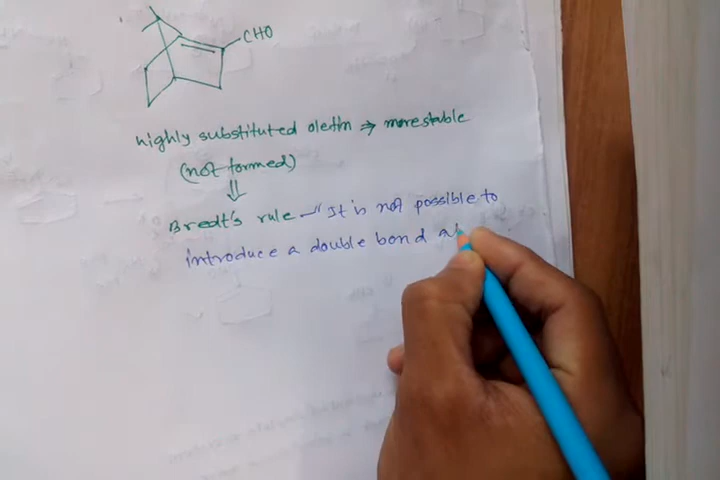 CHO
highly substituted olefin ⇒ more stable
(not formed)
⇓
Bredt's rule - "It is not possible to
introduce a double bond a